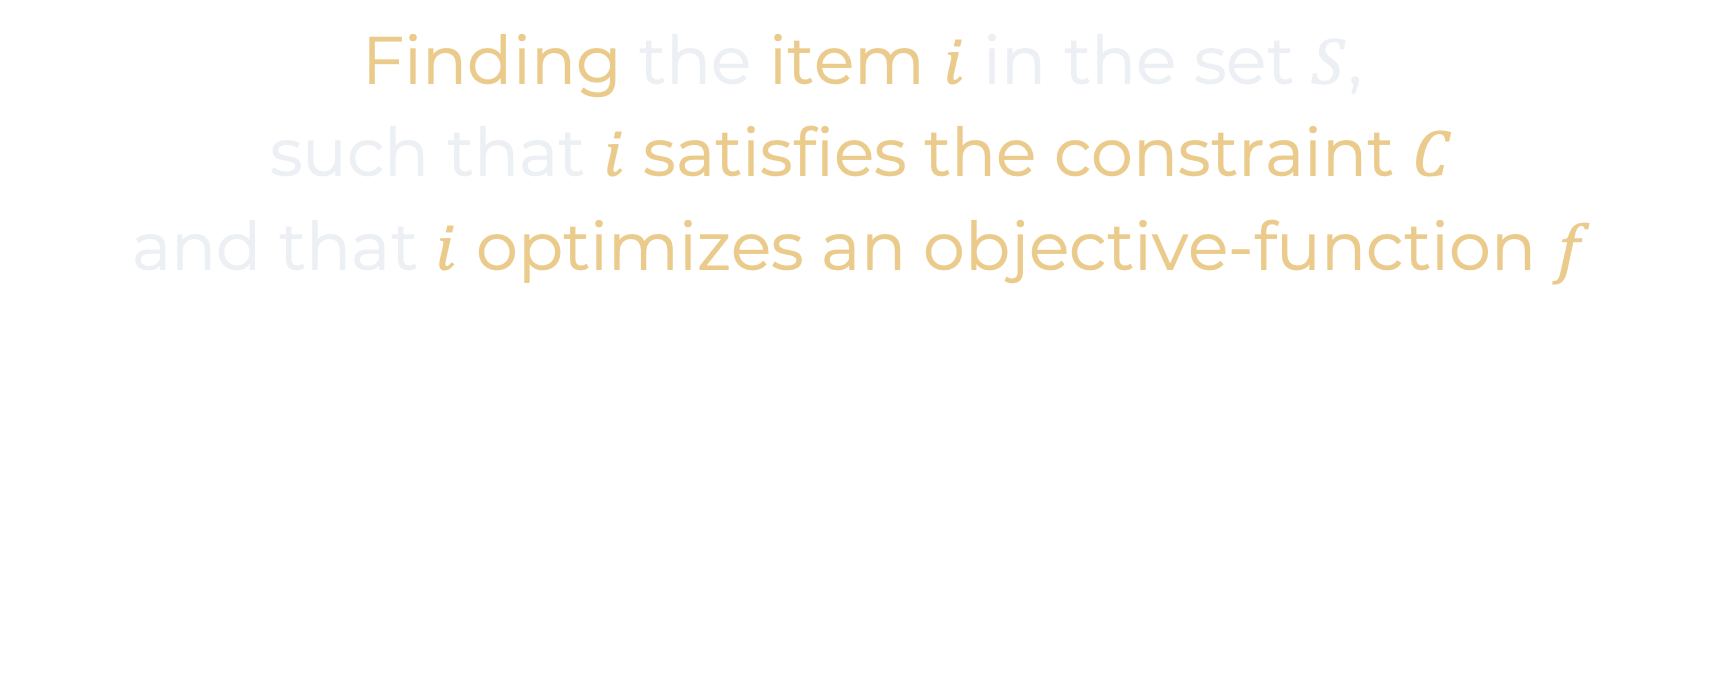 Finding the item i in the set S,
such that i satisfies the constraint C
and that i optimizes an objective-function f